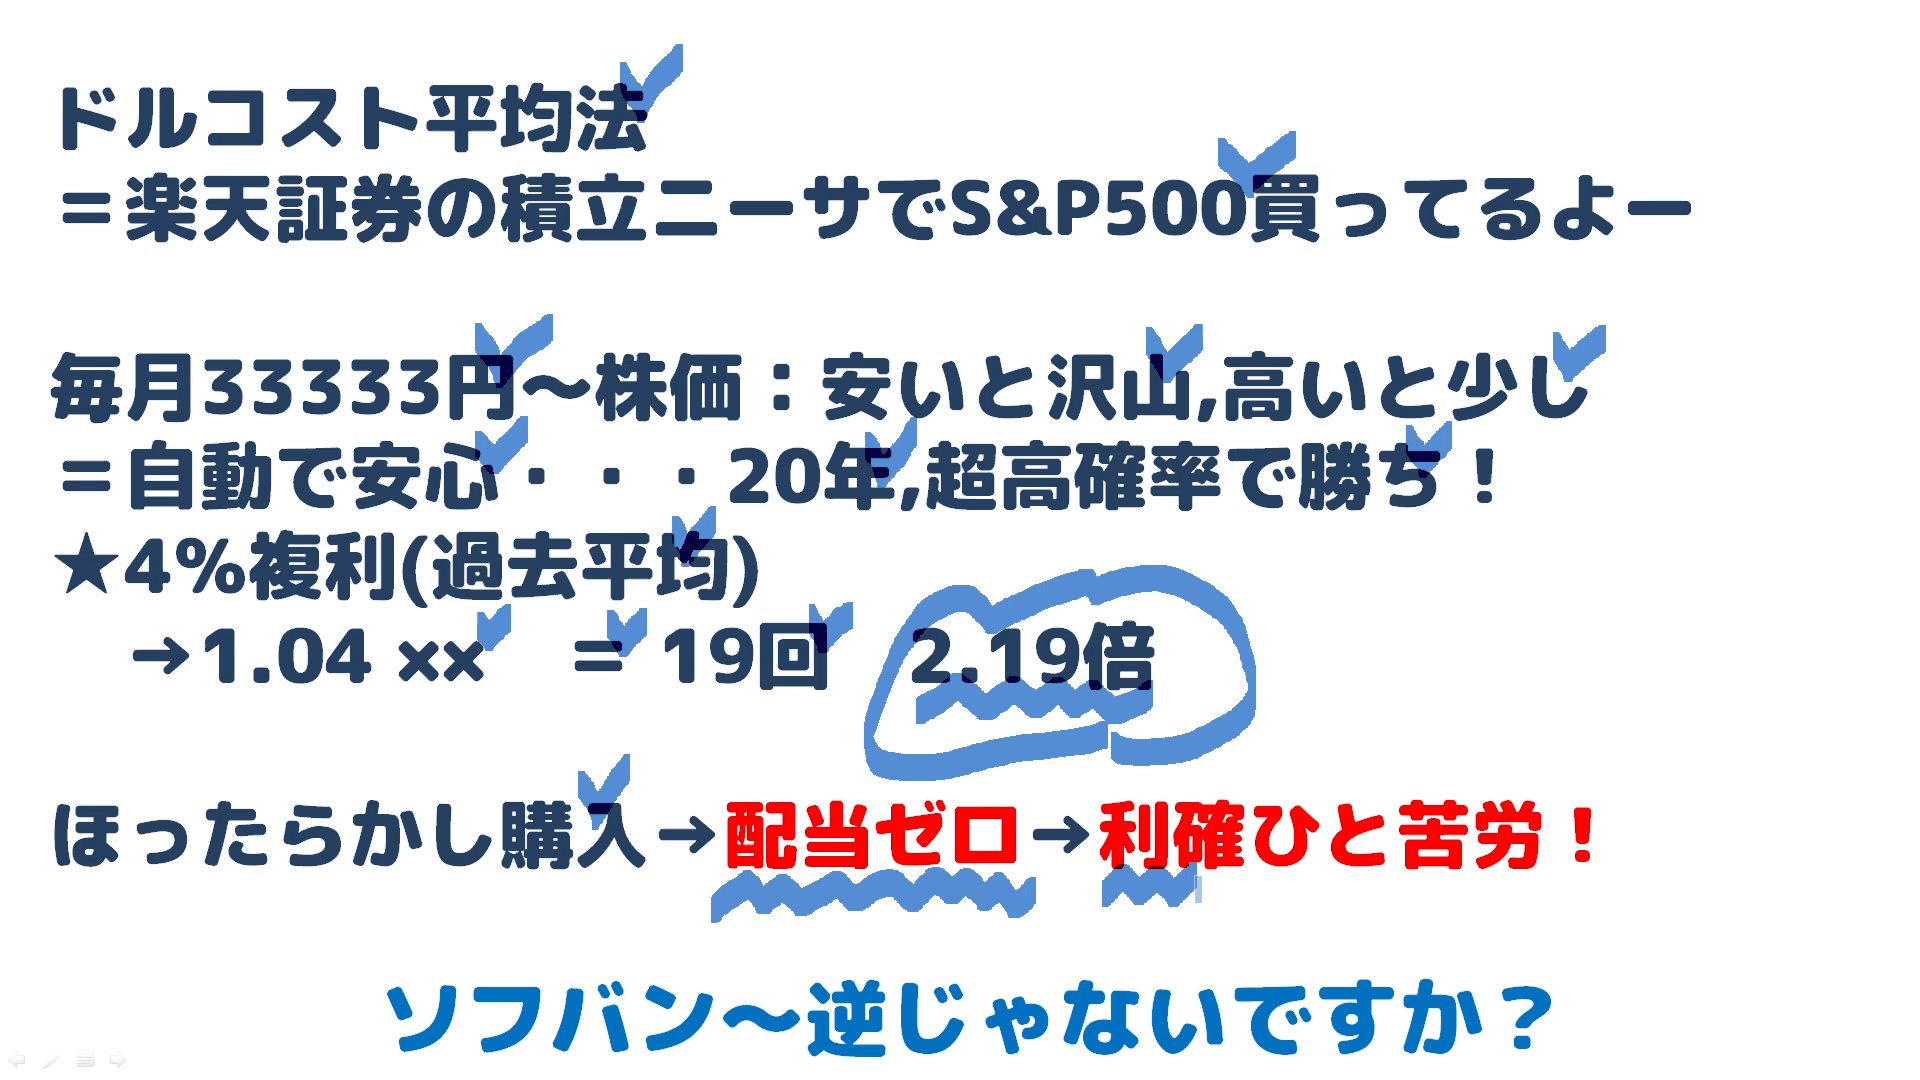 ドルコスト平均法
＝楽天証券の積立ニーサでS&P500買ってるよー
毎月33333円～株価：安いと沢山,高いと少し
＝自動で安心・・・20年,超高確率で勝ち！
★4%複利(過去平均)
→1.04 ××　＝ 19回　2.19倍
ほったらかし購入→配当ゼロ→利確ひと苦労！
ソフバン～逆じゃないですか？